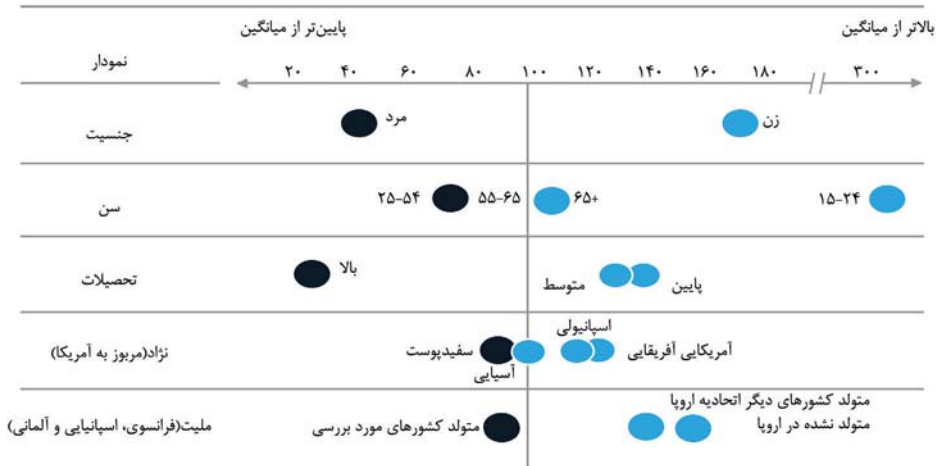 بالاتر از میانگین پایین‌تر از میانگین
نمودار
۲۰ ۴۰ ۶۰ ۸۰ ۱۰۰ ۱۲۰ ۱۴۰ ۱۶۰ ۱۸۰ ۳۰۰
زن مرد جنسیت
۱۵-۲۴ ۶۵+ ۵۵-۶۵ ۲۵-۵۴ سن
پایین متوسط بالا تحصیلات
اسپانیولی
آمریکایی آفریقایی سفیدپوست نژاد(مربوز به آمریکا)
آسیایی
متولد کشورهای دیگر اتحادیه اروپا
متولد نشده در اروپا متولد کشورهای مورد بررسی ملیت(فرانسوی، اسپانیایی و آلمانی)